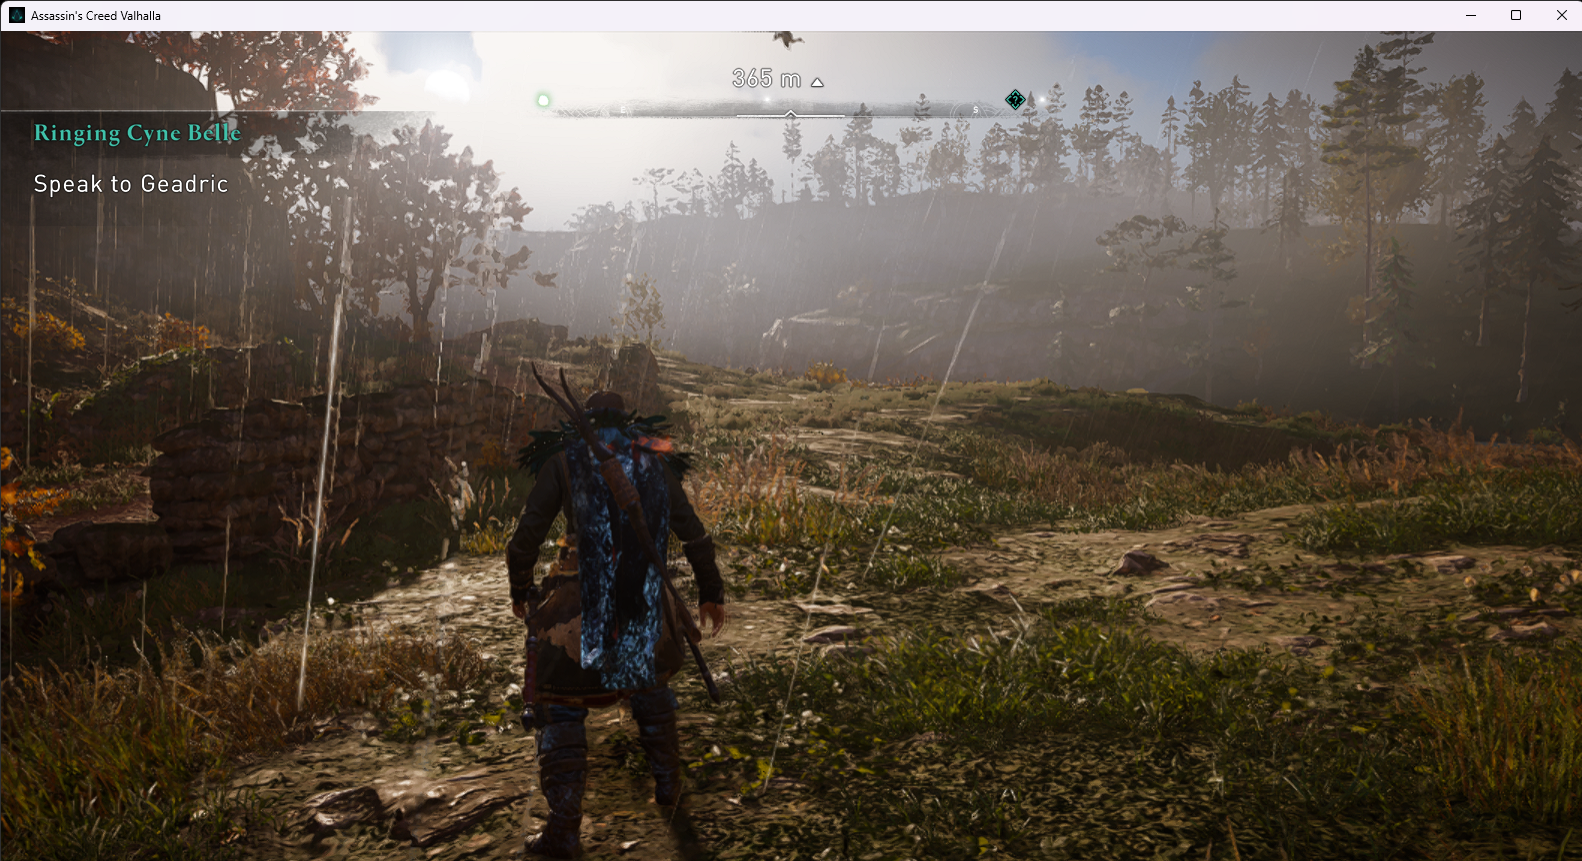 Assassin's Creed Valhalla
365 m
S
Ringing Cyne Belle
Speak to Geadric